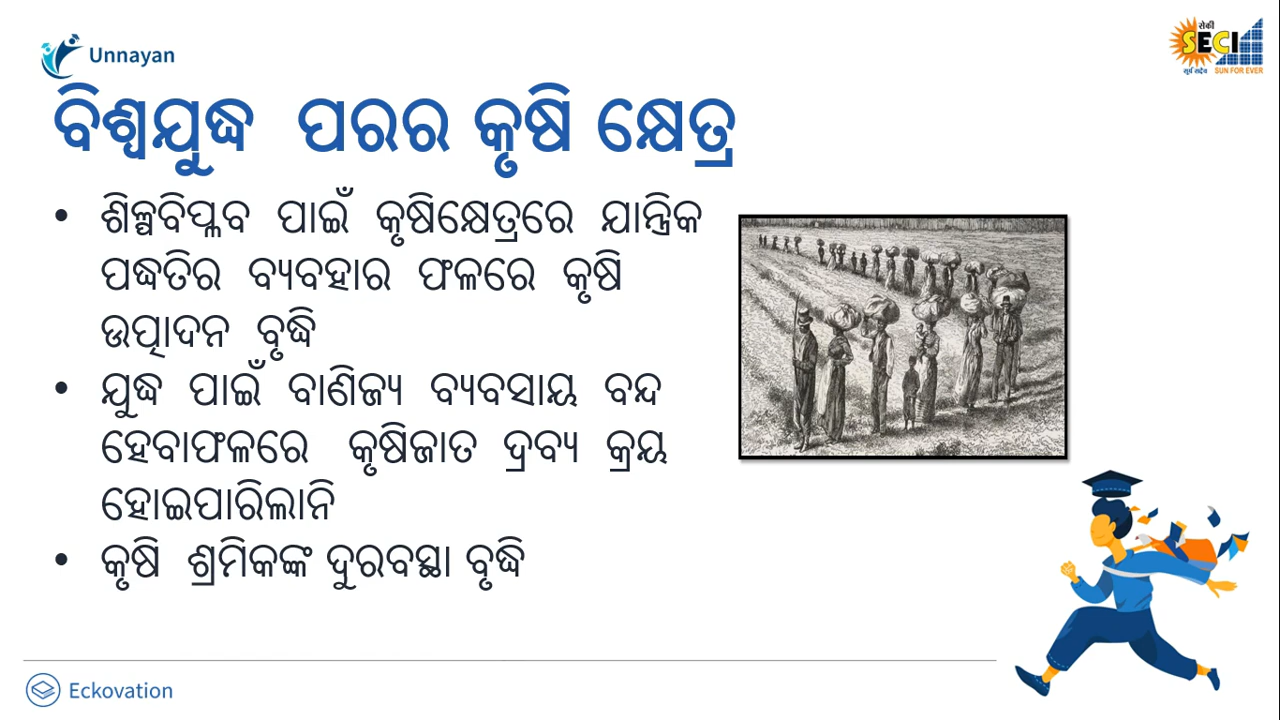 Unnayan
सेकी
SECI
सूर्य सदैव SUN FOR EVER
ବିଶ୍ୱଯୁଦ୍ଧ ପରର କୃଷି କ୍ଷେତ୍ର
• ଶିଳ୍ପବିପ୍ଳବ ପାଇଁ କୃଷିକ୍ଷେତ୍ରରେ ଯାନ୍ତ୍ରିକ
ପଦ୍ଧତିର ବ୍ୟବହାର ଫଳରେ କୃଷି
ଉତ୍ପାଦନ ବୃଦ୍ଧି
• ଯୁଦ୍ଧ ପାଇଁ ବାଣିଜ୍ୟ ବ୍ୟବସାୟ ବନ୍ଦ
ହେବାଫଳରେ କୃଷିଜାତ ଦ୍ରବ୍ୟ କ୍ରୟ
ହୋଇପାରିଲାନି
• କୃଷି ଶ୍ରମିକଙ୍କ ଦୁରବସ୍ଥା ବୃଦ୍ଧି
Eckovation